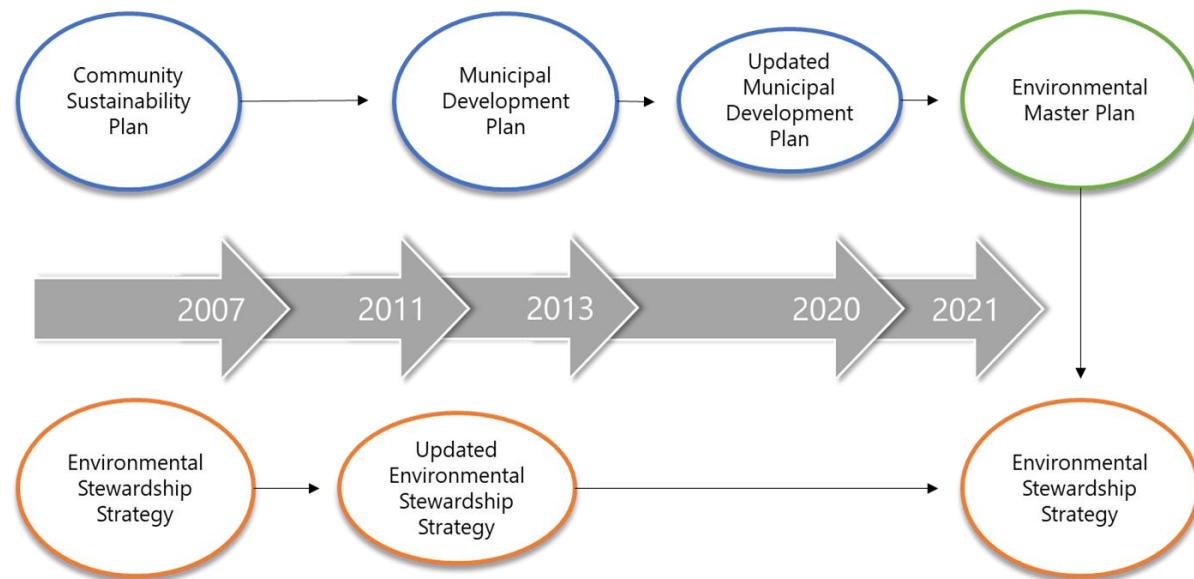 Community
Sustainability
Plan
Municipal
Development
Plan
Updated
Municipal
Development
Plan
Environmental
Master Plan
2007
2011
2013
2020
2021
Environmental
Stewardship
Strategy
Updated
Environmental
Stewardship
Strategy
Environmental
Stewardship
Strategy